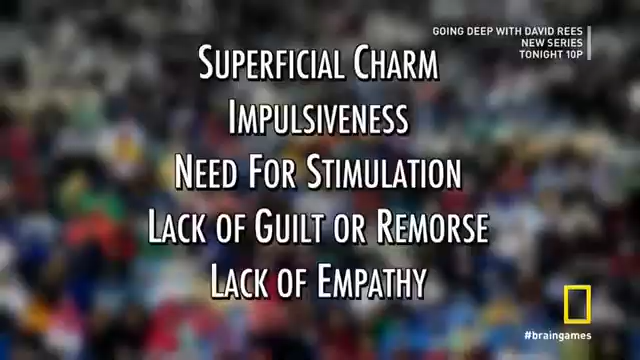 GOING DEEP WITH DAVID REES
NEW SERIES
TONIGHT 10P
SUPERFICIAL CHARM
IMPULSIVENESS
NEED FOR STIMULATION
LACK OF GUILT OR REMORSE
LACK OF EMPATHY
#braingames